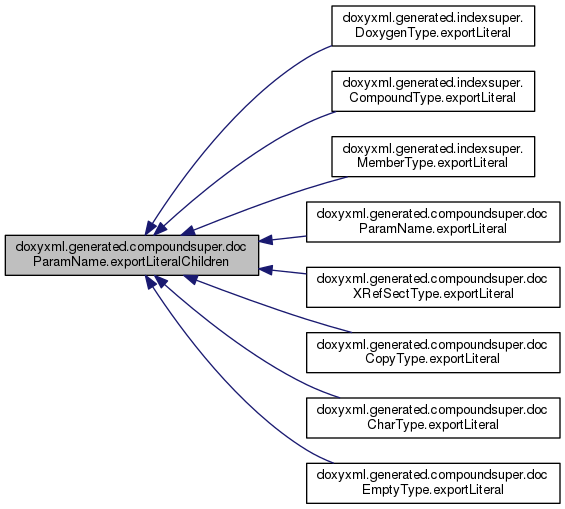 doxyxml.generated.indexsuper.
DoxygenType.exportLiteral
doxyxml.generated.indexsuper.
CompoundType.exportLiteral
doxyxml.generated.indexsuper.
MemberType.exportLiteral
doxyxml.generated.compoundsuper.doc
ParamName.exportLiteral
doxyxml.generated.compoundsuper.doc
ParamName.exportLiteralChildren
doxyxml.generated.compoundsuper.doc
XRefSectType.exportLiteral
doxyxml.generated.compoundsuper.doc
CopyType.exportLiteral
doxyxml.generated.compoundsuper.doc
CharType.exportLiteral
doxyxml.generated.compoundsuper.doc
EmptyType.exportLiteral